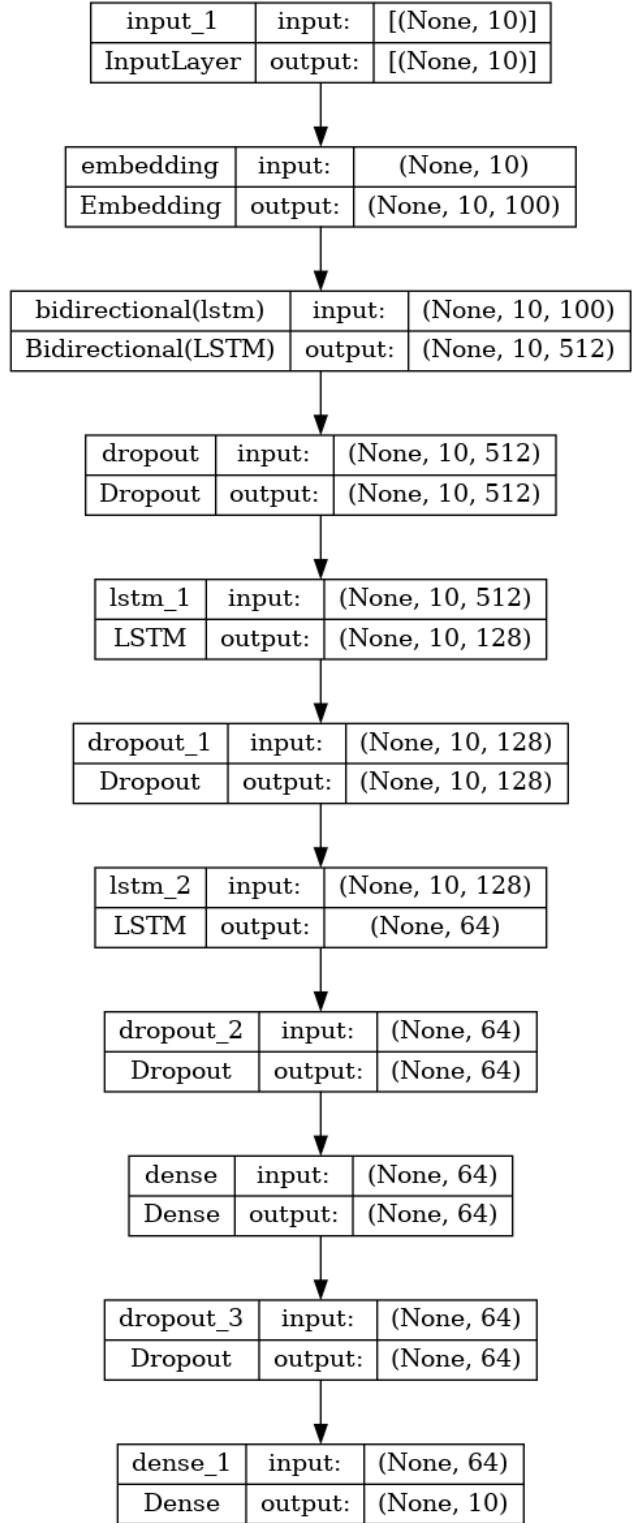 input_1 input: [(None, 10)]
InputLayer output: [(None, 10)]
embedding input: (None, 10)
Embedding output: (None, 10, 100)
bidirectional(lstm) input: (None, 10, 100)
Bidirectional(LSTM) output: (None, 10, 512)
dropout input: (None, 10, 512)
Dropout output: (None, 10, 512)
lstm_1 input: (None, 10, 512)
LSTM output: (None, 10, 128)
dropout_1 input: (None, 10, 128)
Dropout output: (None, 10, 128)
lstm_2 input: (None, 10, 128)
LSTM output: (None, 64)
dropout_2 input: (None, 64)
Dropout output: (None, 64)
dense input: (None, 64)
Dense output: (None, 64)
dropout_3 input: (None, 64)
Dropout output: (None, 64)
dense_1 input: (None, 64)
Dense output: (None, 10)